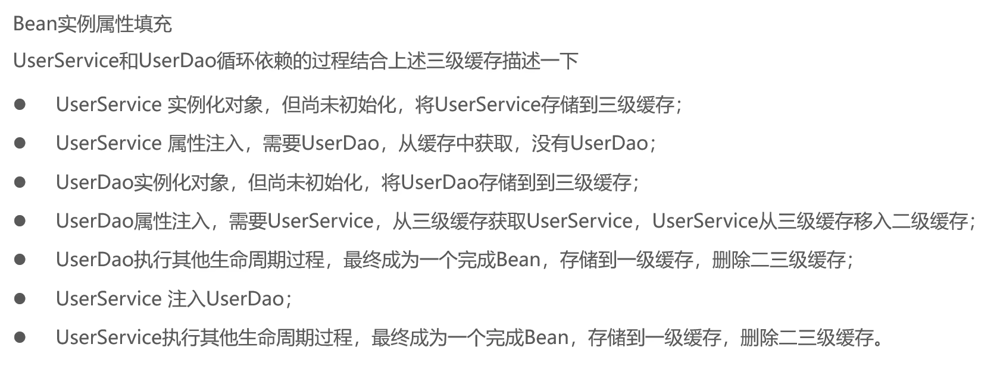 Bean实例属性填充
UserService和UserDao循环依赖的过程结合上述三级缓存描述一下
● UserService 实例化对象，但尚未初始化，将UserService存储到三级缓存；
● UserService 属性注入，需要UserDao，从缓存中获取，没有UserDao；
● UserDao实例化对象，但尚未初始化，将UserDao存储到到三级缓存；
● UserDao属性注入，需要UserService，从三级缓存获取UserService，UserService从三级缓存移入二级缓存；
● UserDao执行其他生命周期过程，最终成为一个完成Bean，存储到一级缓存，删除二三级缓存；
● UserService 注入UserDao；
● UserService执行其他生命周期过程，最终成为一个完成Bean，存储到一级缓存，删除二三级缓存。